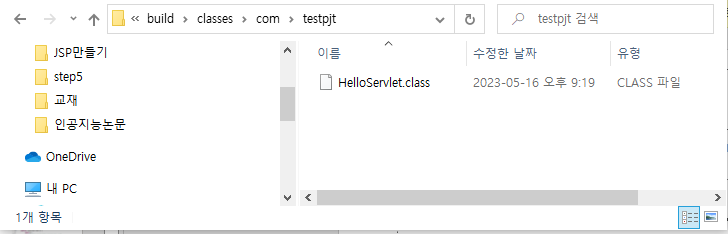 « build > classes > com > testpjt
testpjt 검색
JSP만들기
step5
교재
인공지능논문
OneDrive
내 PC
이름 수정한 날짜 유형
HelloServlet.class 2023-05-16 오후 9:19 CLASS 파일
1개 항목